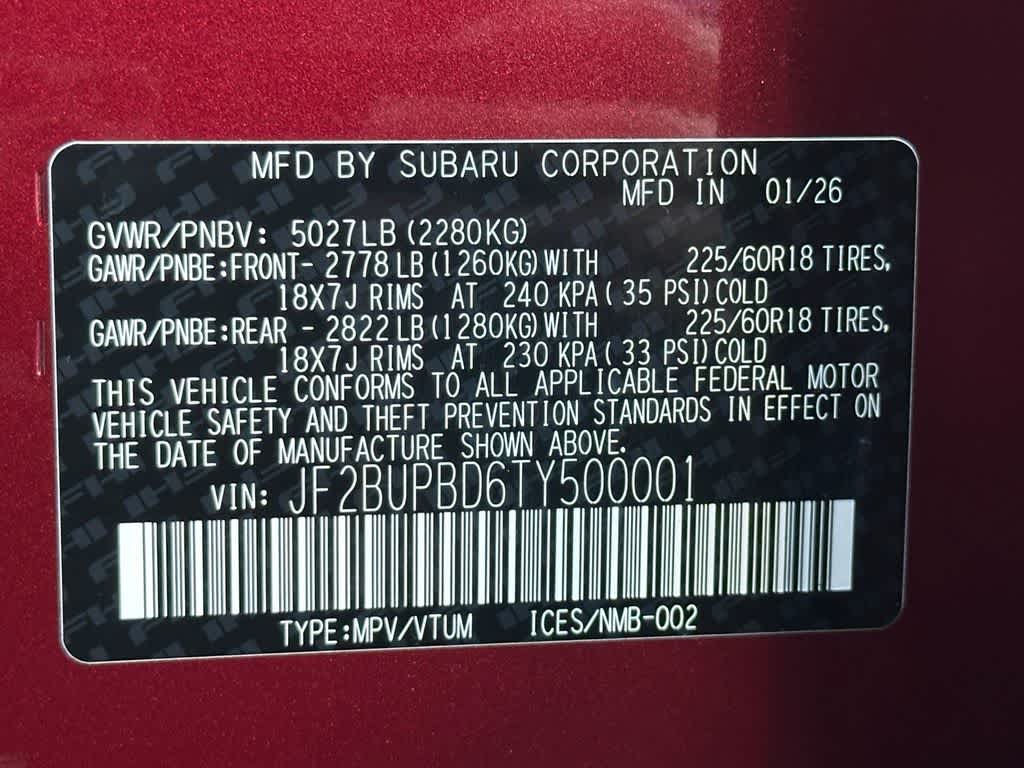 MFD BY SUBARU CORPORATION
MFD IN 01/26
GVWR/PNBV: 5027LB (2280KG)
GAWR/PNBE:FRONT- 2778 LB (1260KG) WITH 225/60R18 TIRES,
18X7J RIMS AT 240 KPA ( 35 PSI) COLD
GAWR/PNBE:REAR - 2822 LB (1280KG) WITH 225/60R18 TIRES,
18X7J RIMS AT 230 KPA ( 33 PSI) COLD
THIS VEHICLE CONFORMS TO ALL APPLICABLE FEDERAL MOTOR
VEHICLE SAFETY AND THEFT PREVENTION STANDARDS IN EFFECT ON
THE DATE OF MANUFACTURE SHOWN ABOVE.
VIN: JF2BUPBD6TY500001
TYPE:MPV/VTUM ICES/NMB-002